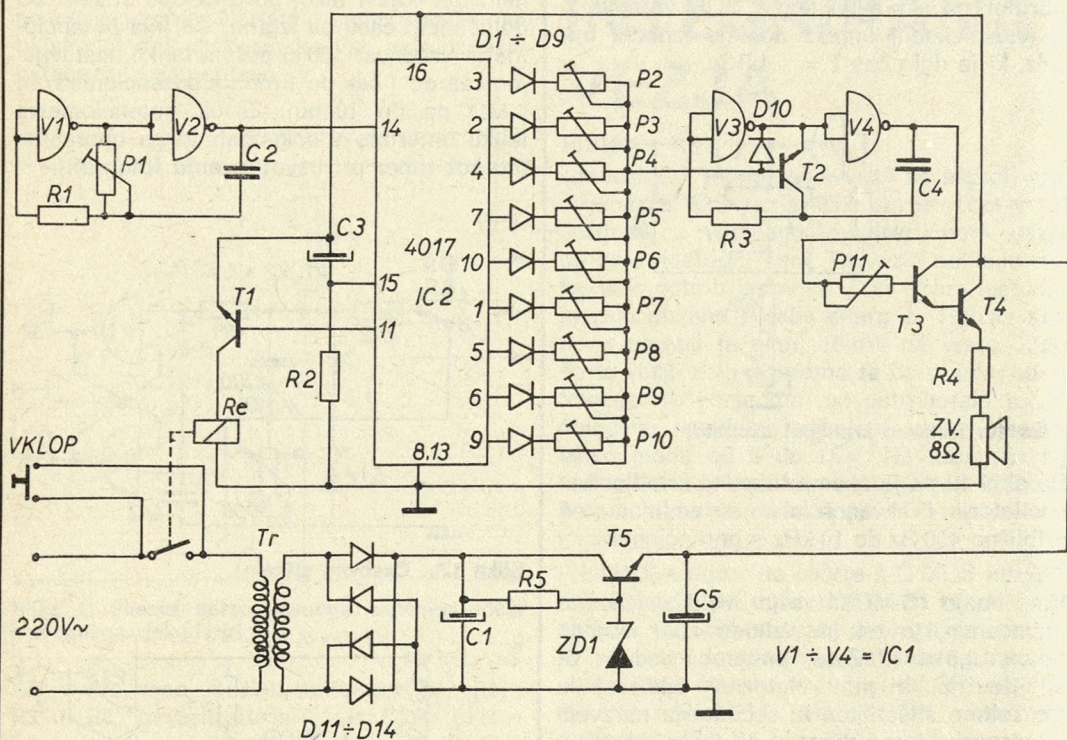 D1 ÷ D9
16
3
P2
2
P3
4
P4
7
P5
10
P6
1
P7
5
P8
6
P9
9
P10
V1
V2
14
P1
C2
R1
C3
4017
15
IC2
11
T1
R2
Re
8.13
D10
V3
V4
T2
C4
R3
P11
T3
T4
R4
ZV
8Ω
VKLOP
Tr
T5
220V~
R5
C1
C5
ZD1
V1 ÷ V4 = IC1
D11÷D14